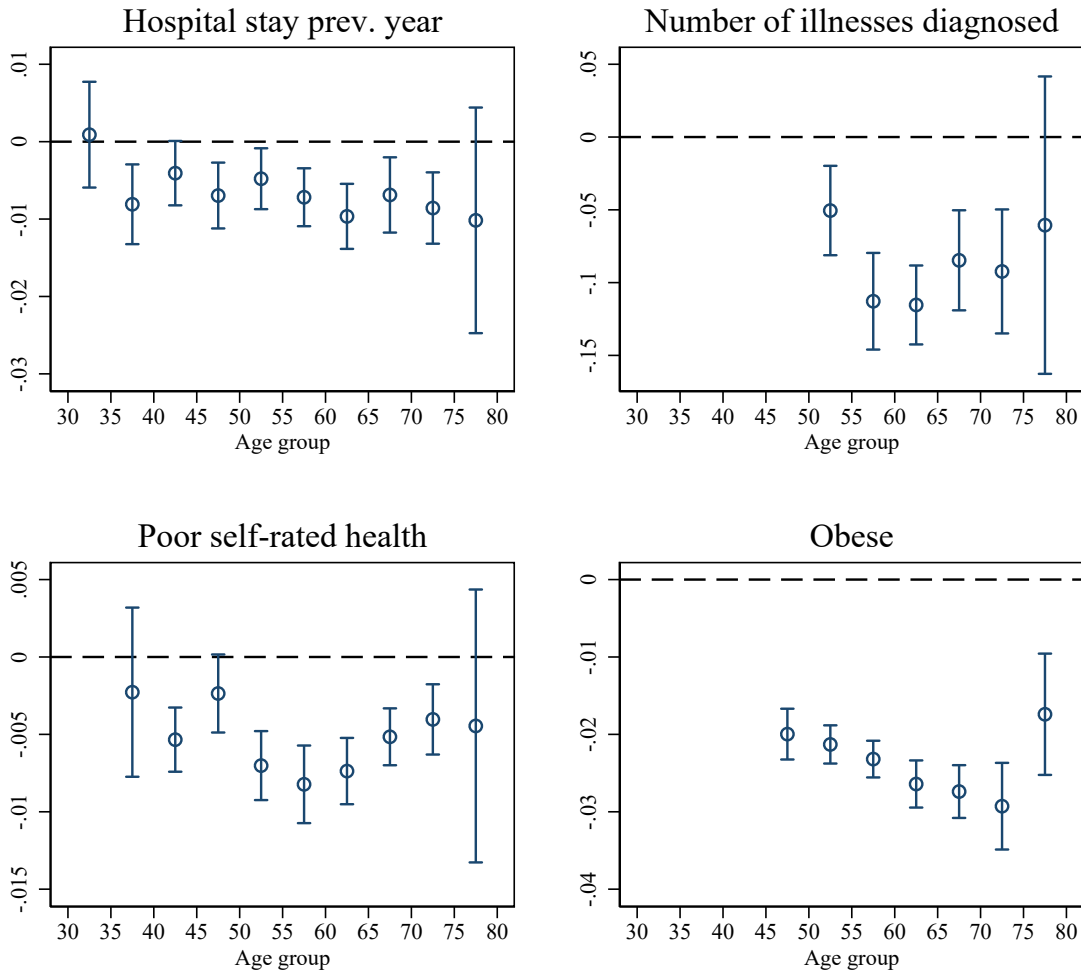 Hospital stay prev. year
.01
0
-.01
-.02
-.03
30 35 40 45 50 55 60 65 70 75 80
Age group
Number of illnesses diagnosed
.05
0
-.05
-.1
-.15
30 35 40 45 50 55 60 65 70 75 80
Age group
Poor self-rated health
.005
0
-.005
-.01
-.015
30 35 40 45 50 55 60 65 70 75 80
Age group
Obese
0
-.01
-.02
-.03
-.04
30 35 40 45 50 55 60 65 70 75 80
Age group